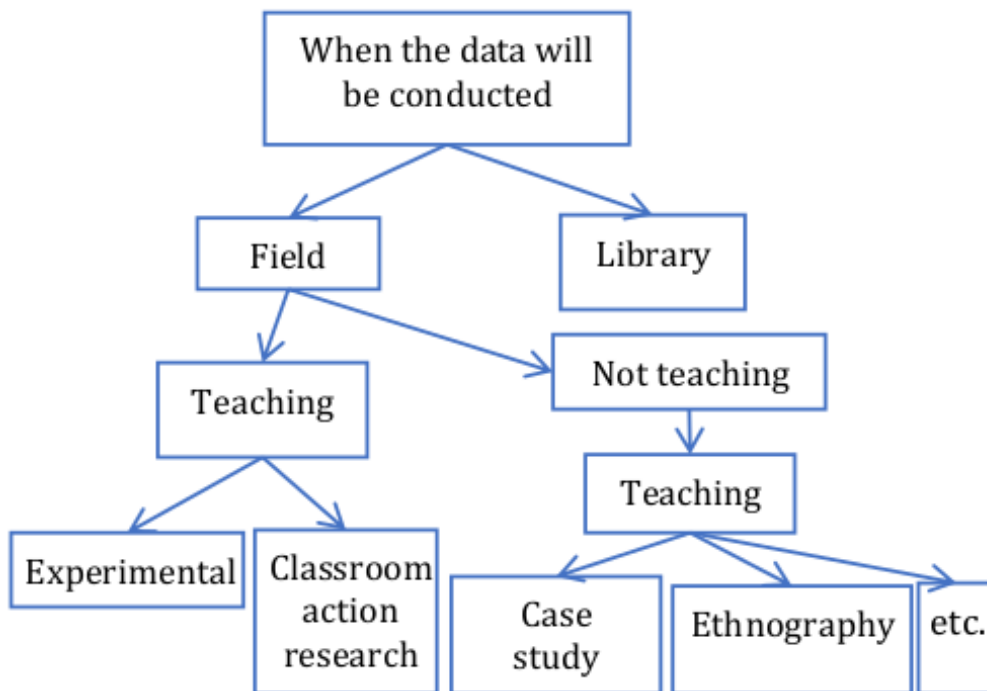 When the data will
be conducted
Field
Library
Teaching
Not teaching
Teaching
Experimental
Classroom
action
research
Case
study
Ethnography
etc.